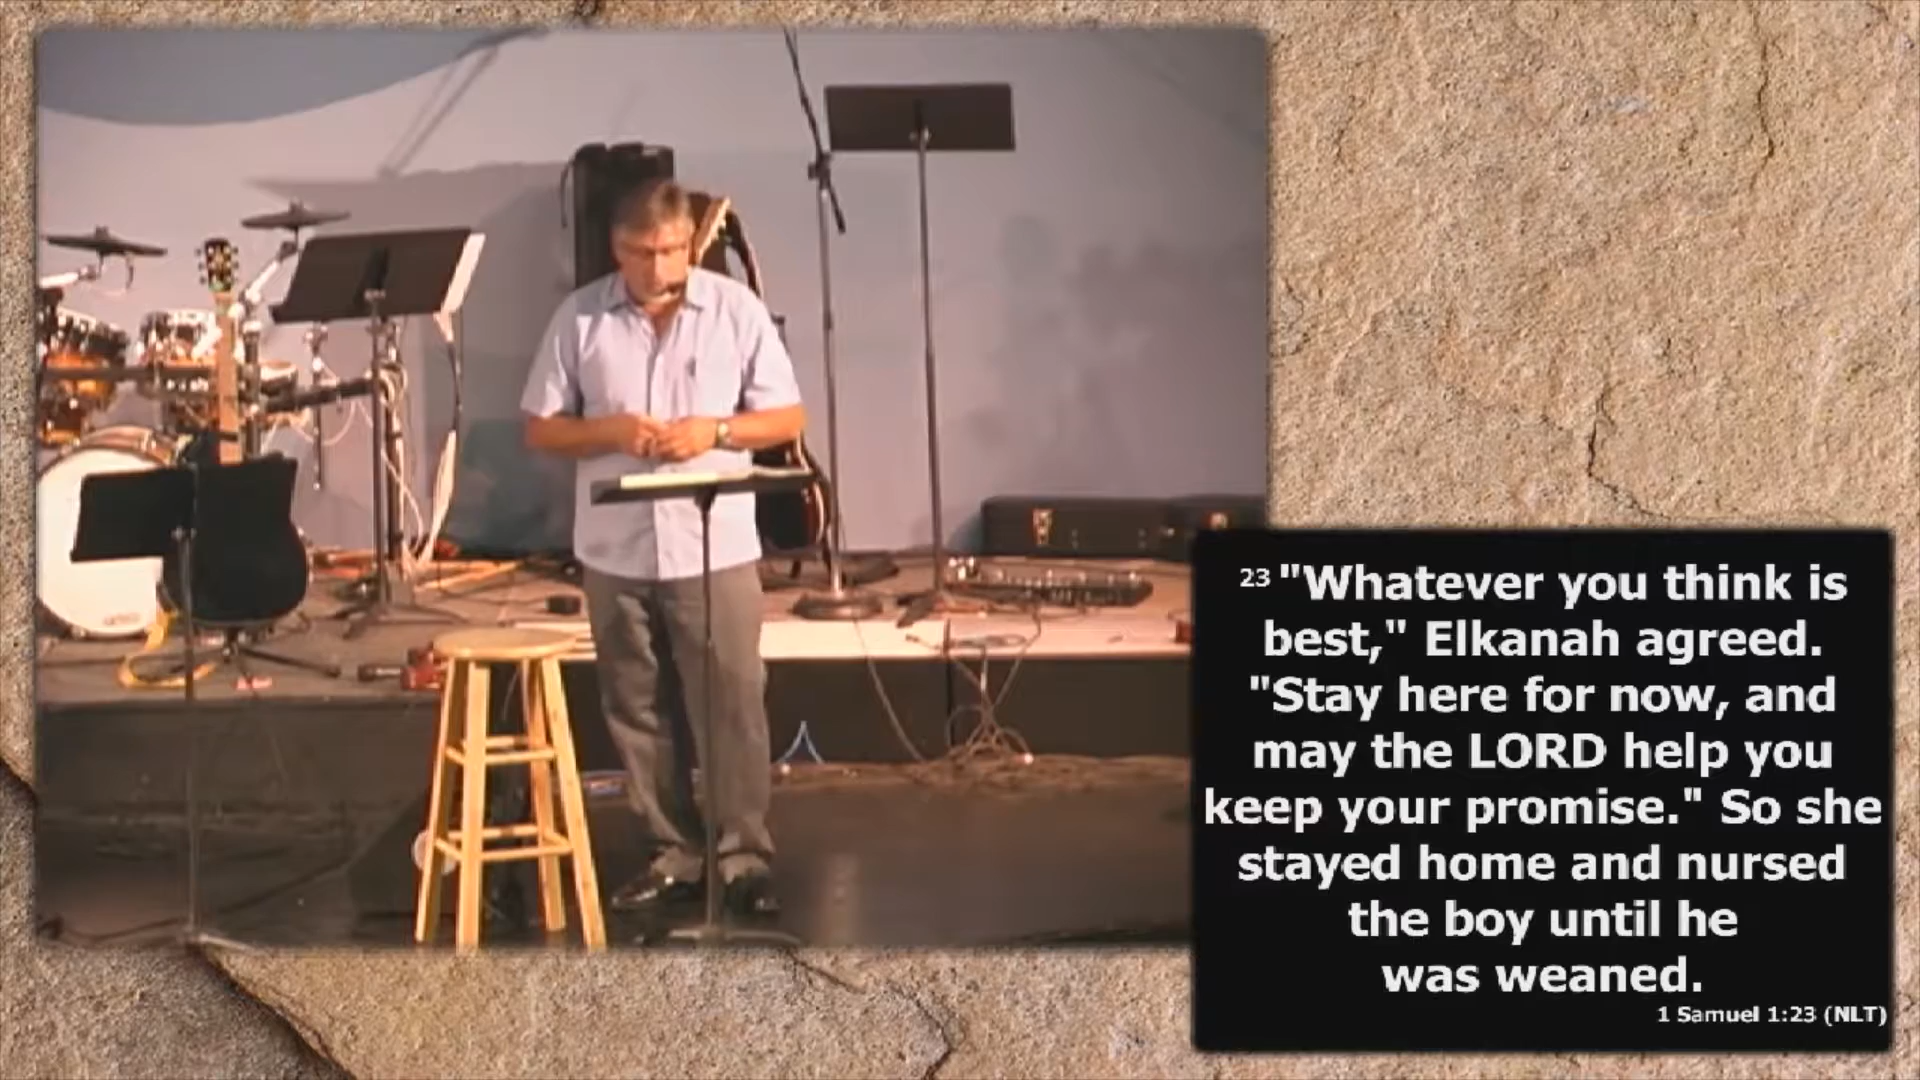 23 "Whatever you think is
best," Elkanah agreed.
"Stay here for now, and
may the LORD help you
keep your promise." So she
stayed home and nursed
the boy until he
was weaned.
1 Samuel 1:23 (NLT)